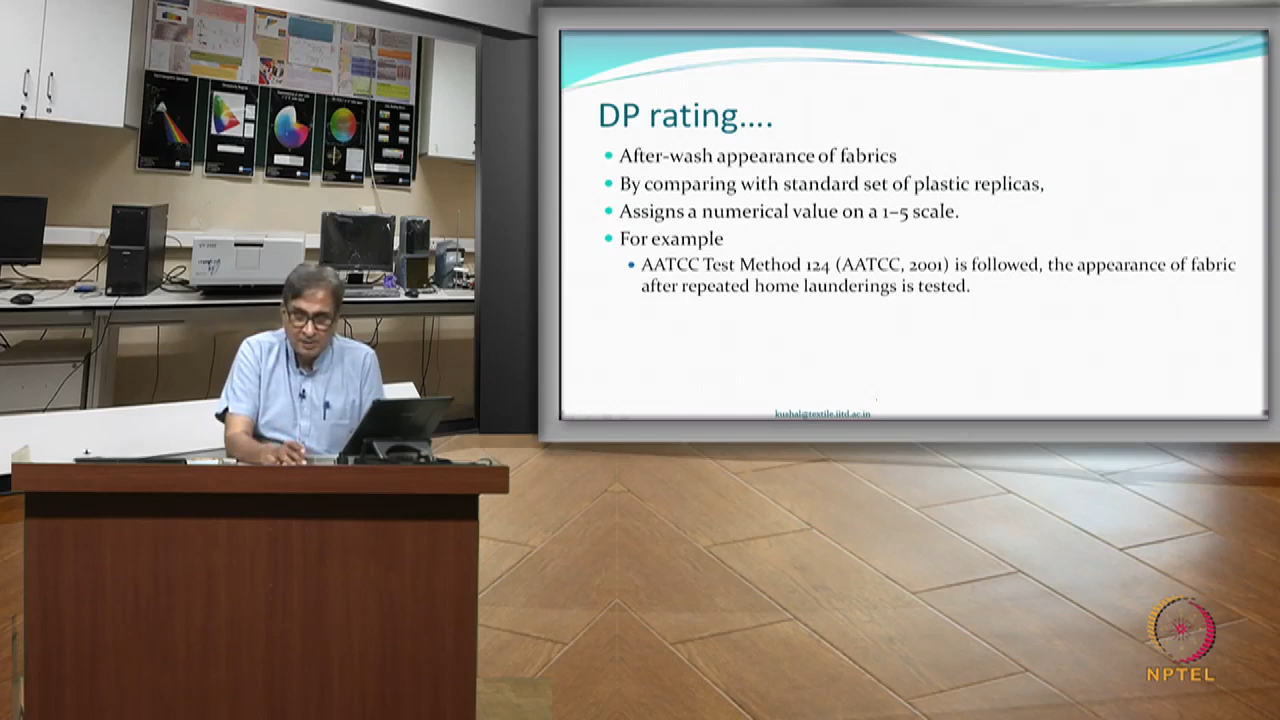 DP rating....
After-wash appearance of fabrics
By comparing with standard set of plastic replicas,
Assigns a numerical value on a 1–5 scale.
For example
AATCC Test Method 124 (AATCC, 2001) is followed, the appearance of fabric
after repeated home launderings is tested.
kushal@textile.iitd.ac.in
NPTEL